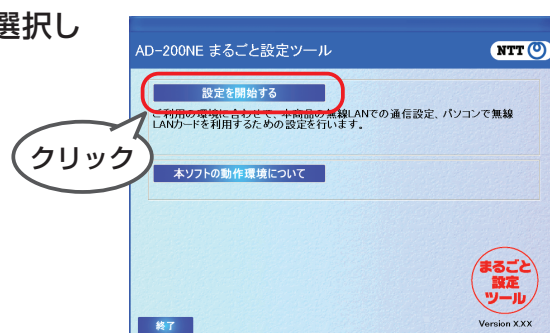 選択し
AD-200NE まるごと設定ツール
NTT
設定を開始する
ご利用の環境に合わせて、本商品の無線LANでの通信設定、パソコンで無線
LANカードを利用するための設定を行います。
クリック
本ソフトの動作環境について
まるごと
設定
ツール
終了
Version X.XX